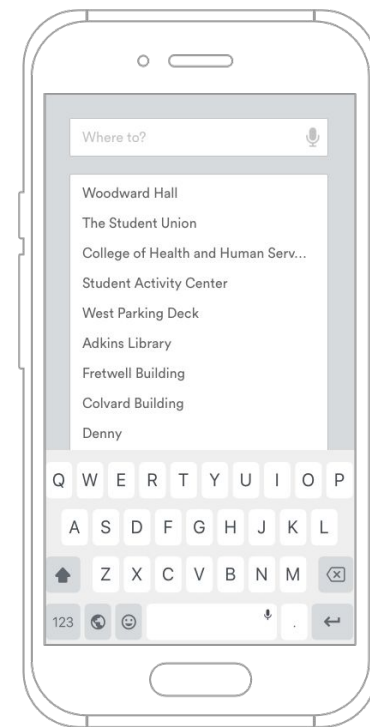 Where to?
Woodward Hall
The Student Union
College of Health and Human Serv...
Student Activity Center
West Parking Deck
Adkins Library
Fretwell Building
Colvard Building
Denny
Q W E R T Y U I O P
A S D F G H J K L
Z X C V B N M
123 .